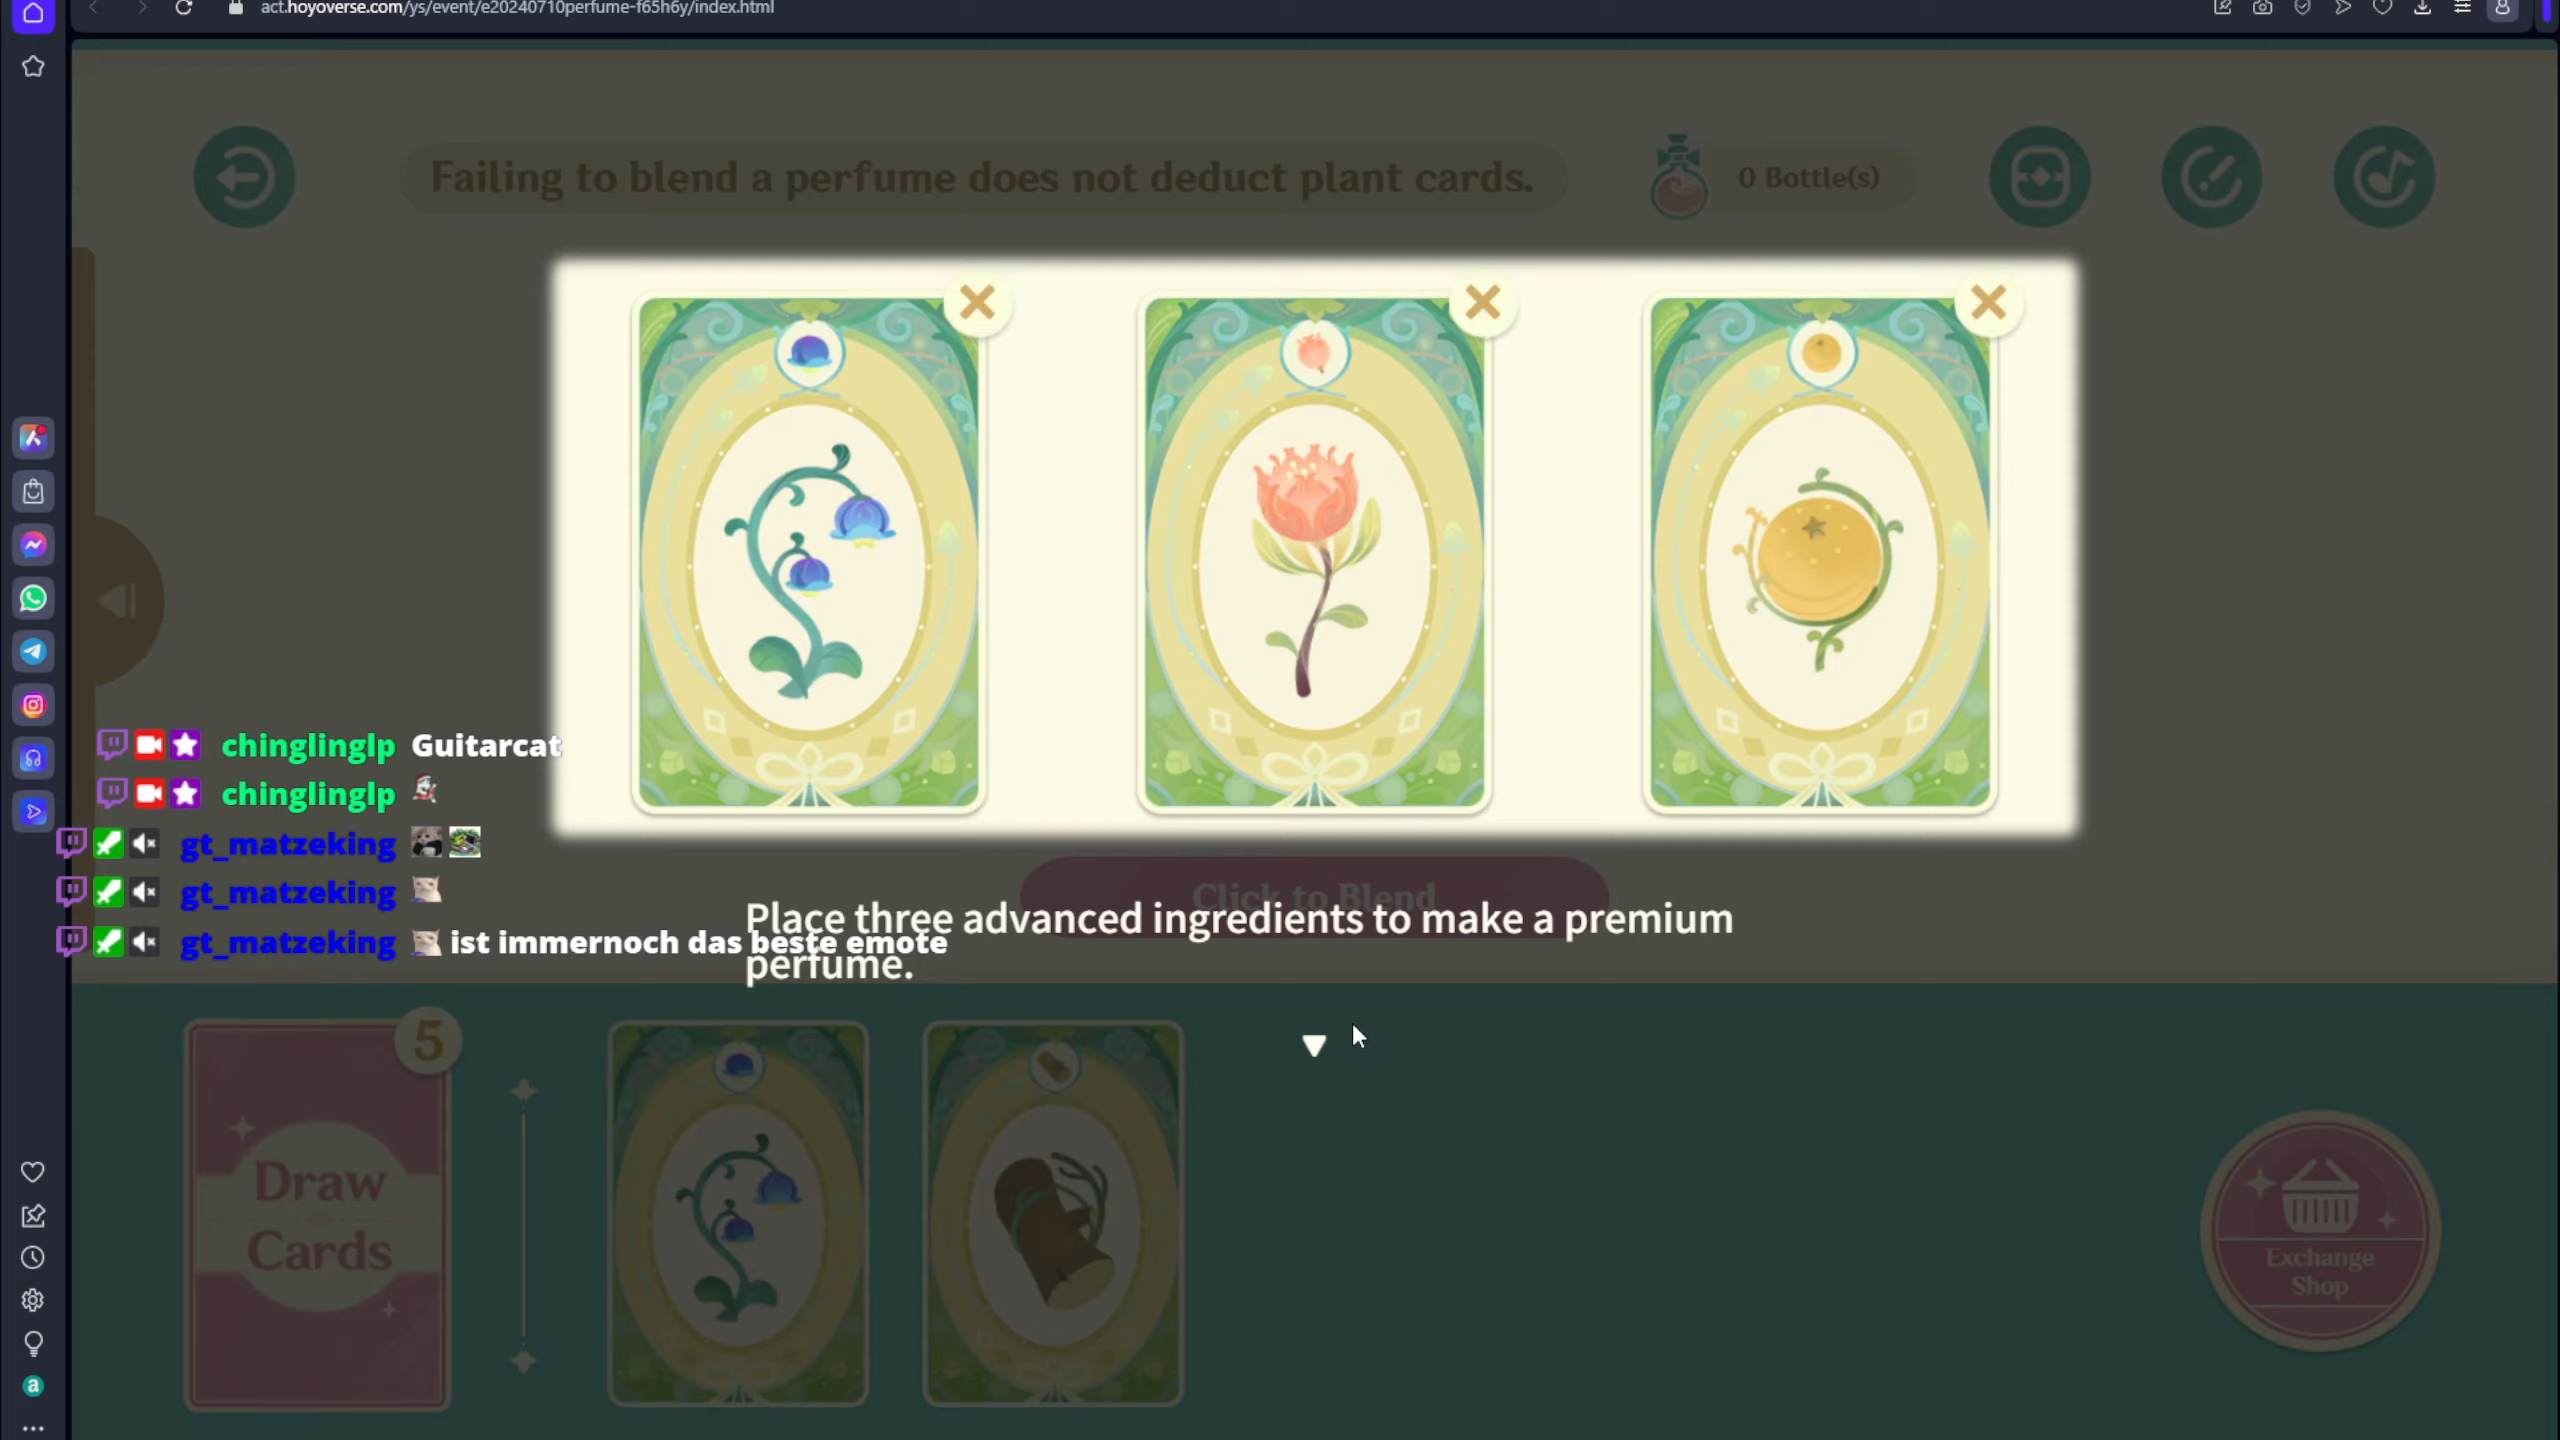 act.hoyoverse.com/ys/event/e20240710perfume-f65h6y/index.html
Failing to blend a perfume does not deduct plant cards.
0 Bottle(s)
chinglinglp Guitarcat
chinglinglp
gt_matzeking
gt_matzeking
gt_matzeking ist immernoch das beste emote
Click to Blend
Place three advanced ingredients to make a premium
perfume.
5
Draw
Cards
Exchange
Shop
a